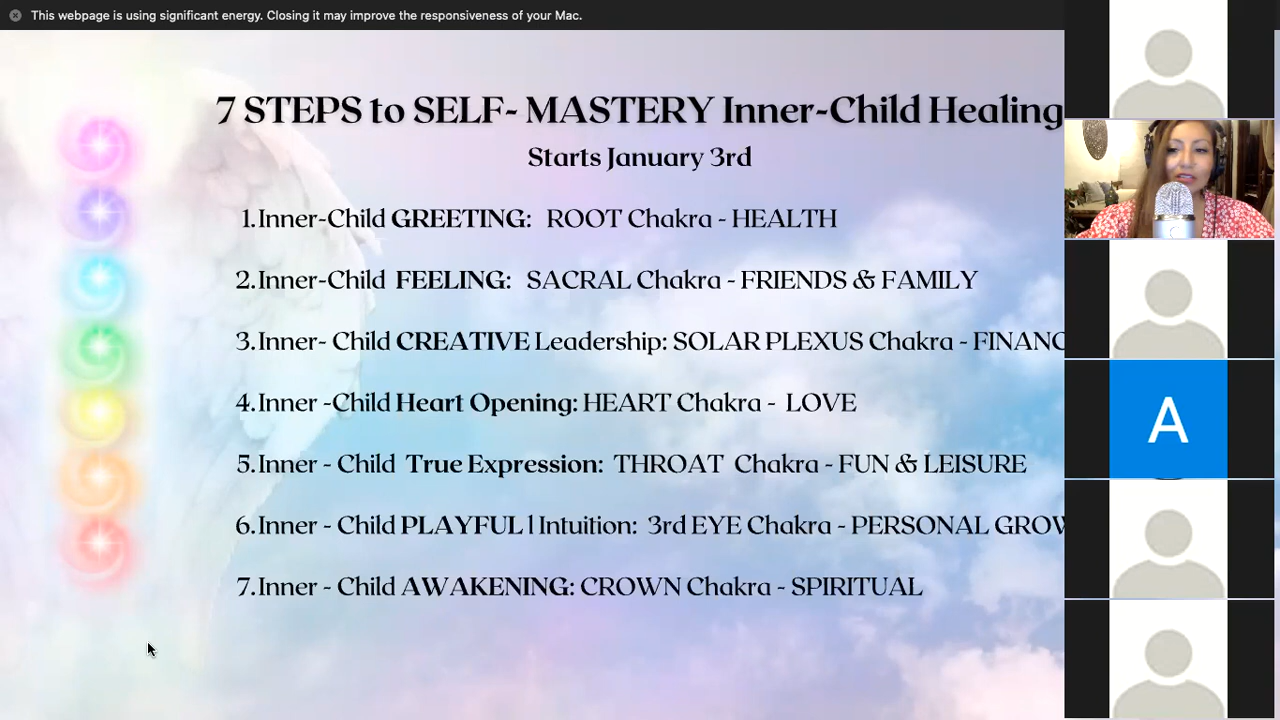 This webpage is using significant energy. Closing it may improve the responsiveness of your Mac.
7 STEPS to SELF- MASTERY Inner-Child Healing
Starts January 3rd
1. Inner-Child GREETING: ROOT Chakra - HEALTH
2. Inner-Child FEELING: SACRAL Chakra - FRIENDS & FAMILY
3. Inner- Child CREATIVE Leadership: SOLAR PLEXUS Chakra -
4. Inner -Child Heart Opening: HEART Chakra - LOVE
5. Inner - Child True Expression: THROAT Chakra - FUN & LEISURE
6. Inner - Child PLAYFUL | Intuition: 3rd EYE Chakra - PERSONAL
7. Inner - Child AWAKENING: CROWN Chakra - SPIRITUAL
A